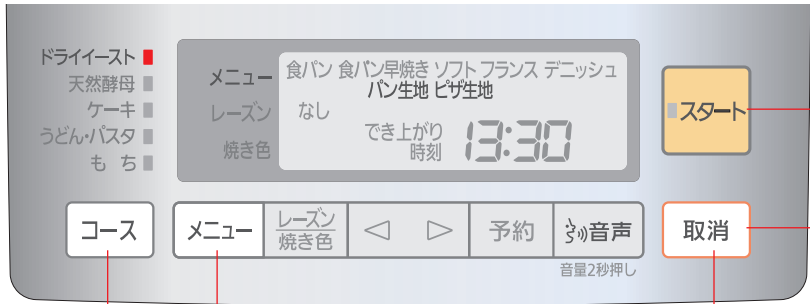 ドライイースト
天然酵母
ケーキ
うどん・パスタ
もち
メニュー
食パン 食パン早焼き ソフト フランス デニッシュ
パン生地 ピザ生地
レーズン
なし
焼き色
でき上がり
時刻
13:30
スタート
コース
メニュー
レーズン
焼き色
◁ ▷
予約
音声
音量2秒押し
取消